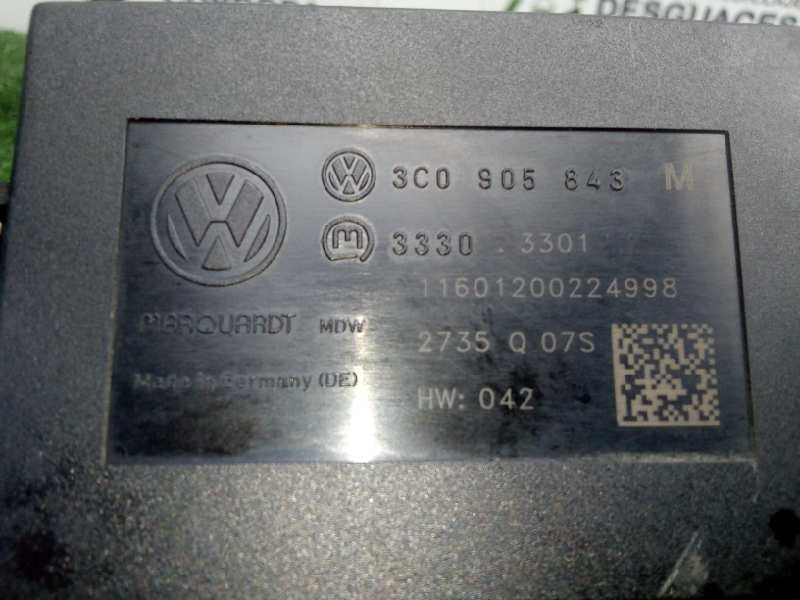 DESGUACES
3C0 905 843 M
3330.3301
11601200224998
MARQUARDT MDW 2735 Q 07S
Made in Germany (DE) HW: 042